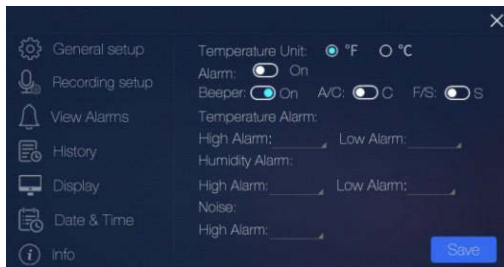 General setup
Recording setup
View Alarms
History
Display
Date & Time
Info
Temperature Unit: °F °C
Alarm: On
Beeper: On A/C: C F/S: S
Temperature Alarm:
High Alarm: Low Alarm:
Humidity Alarm:
High Alarm: Low Alarm:
Noise:
High Alarm:
Save